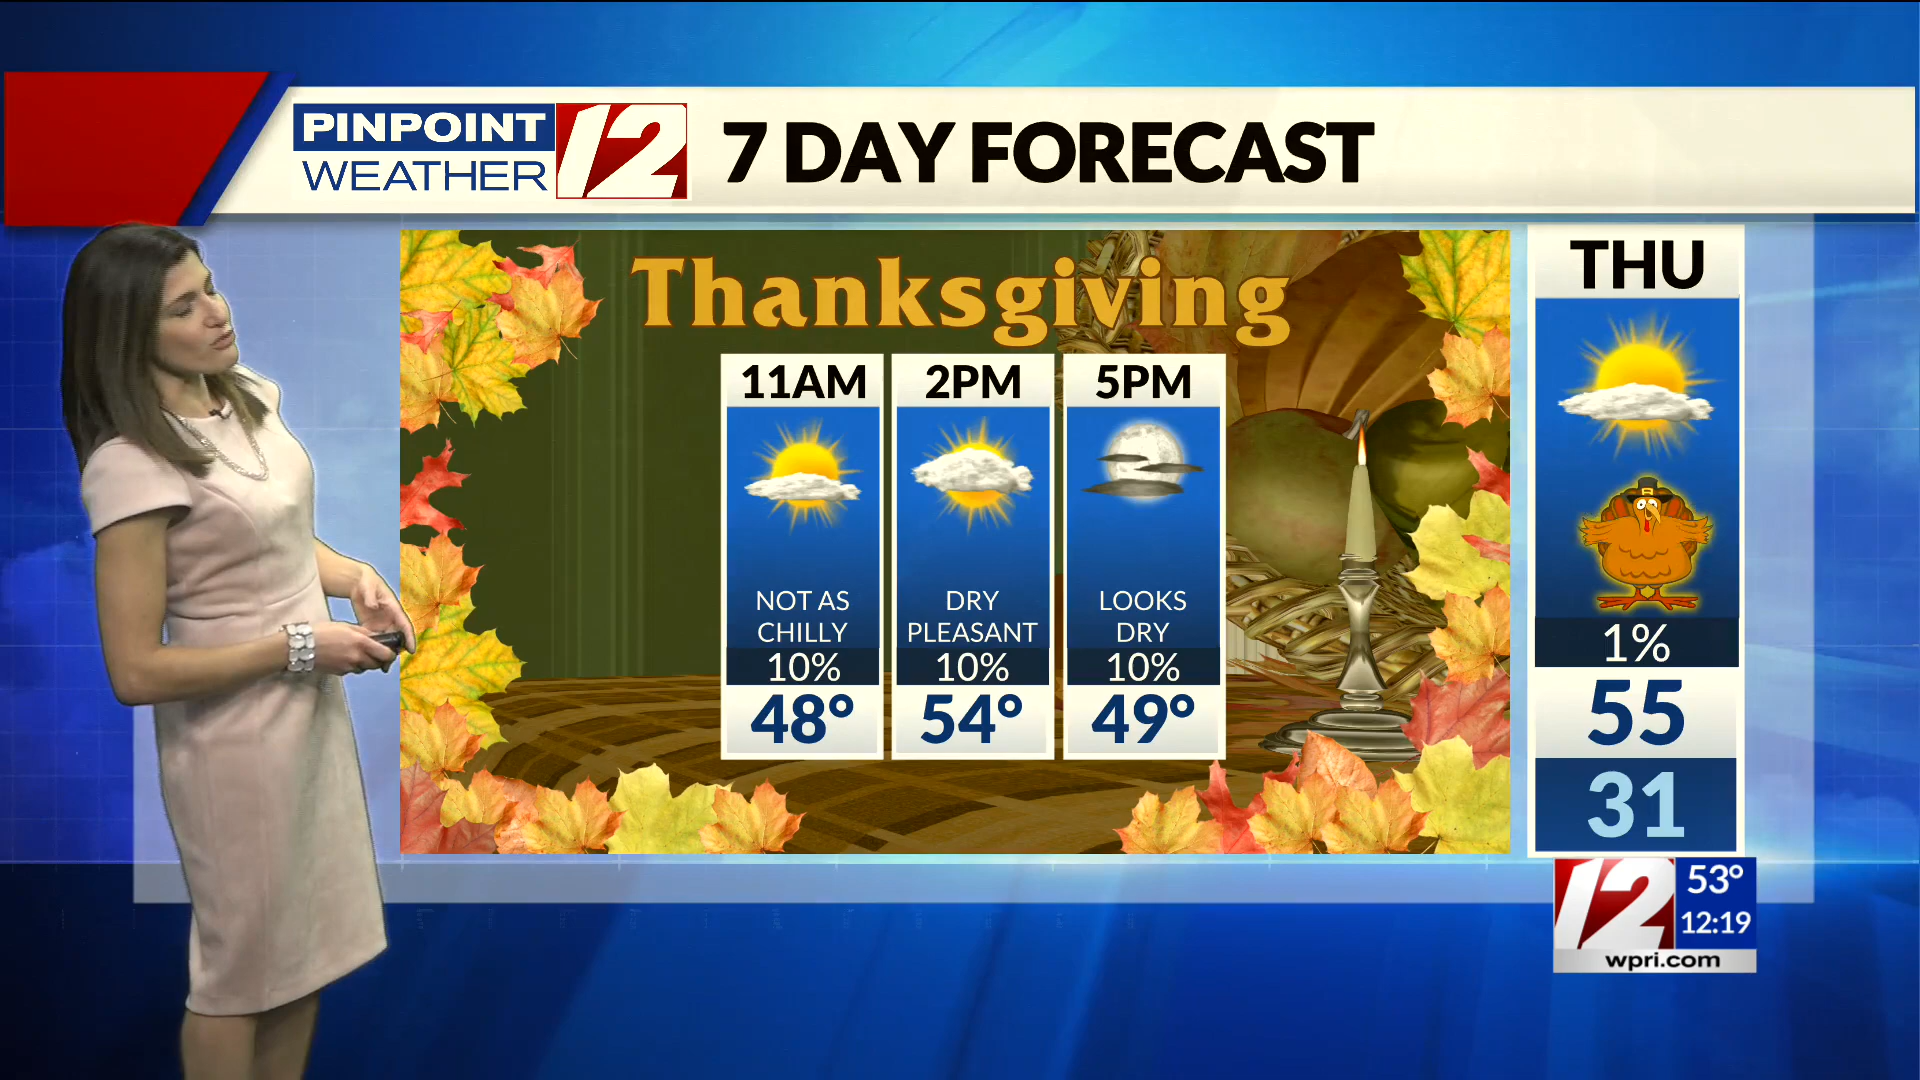 PINPOINT
WEATHER
12
7 DAY FORECAST
Thanksgiving
11AM
NOT AS
CHILLY
10%
48°
2PM
DRY
PLEASANT
10%
54°
5PM
LOOKS
DRY
10%
49°
THU
1%
55
31
12
53°
12:19
wpri.com